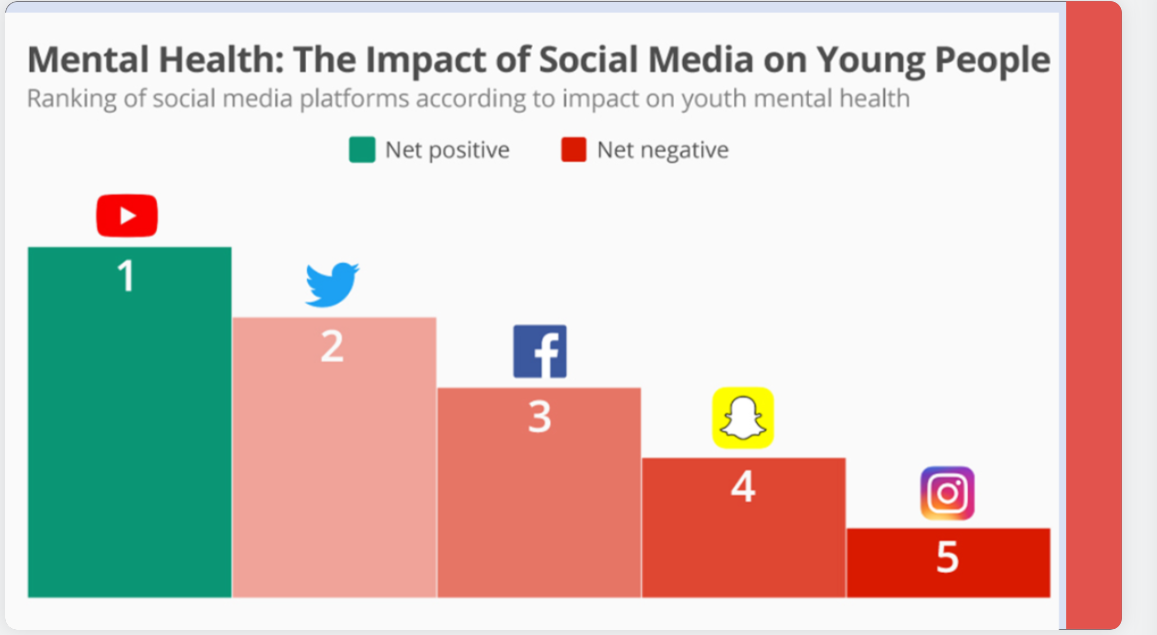 Mental Health: The Impact of Social Media on Young People
Ranking of social media platforms according to impact on youth mental health
Net positive Net negative
1
2
3
4
5